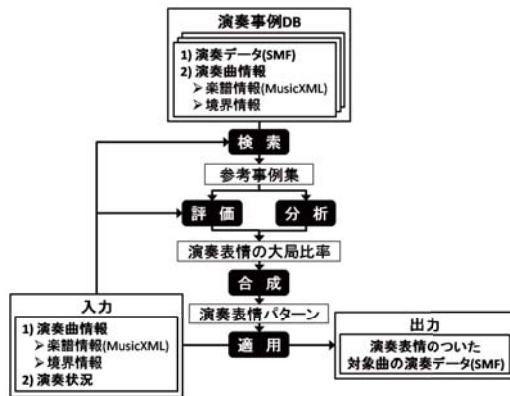 演奏事例DB
1) 演奏データ(SMF)
2) 演奏曲情報
➢ 楽譜情報(MusicXML)
➢ 境界情報
検 索
参考事例集
評 価
分 析
演奏表情の大局比率
合 成
演奏表情パターン
適 用
入力
1) 演奏曲情報
➢ 楽譜情報(MusicXML)
➢ 境界情報
2) 演奏状況
出力
演奏表情のついた
対象曲の演奏データ(SMF)